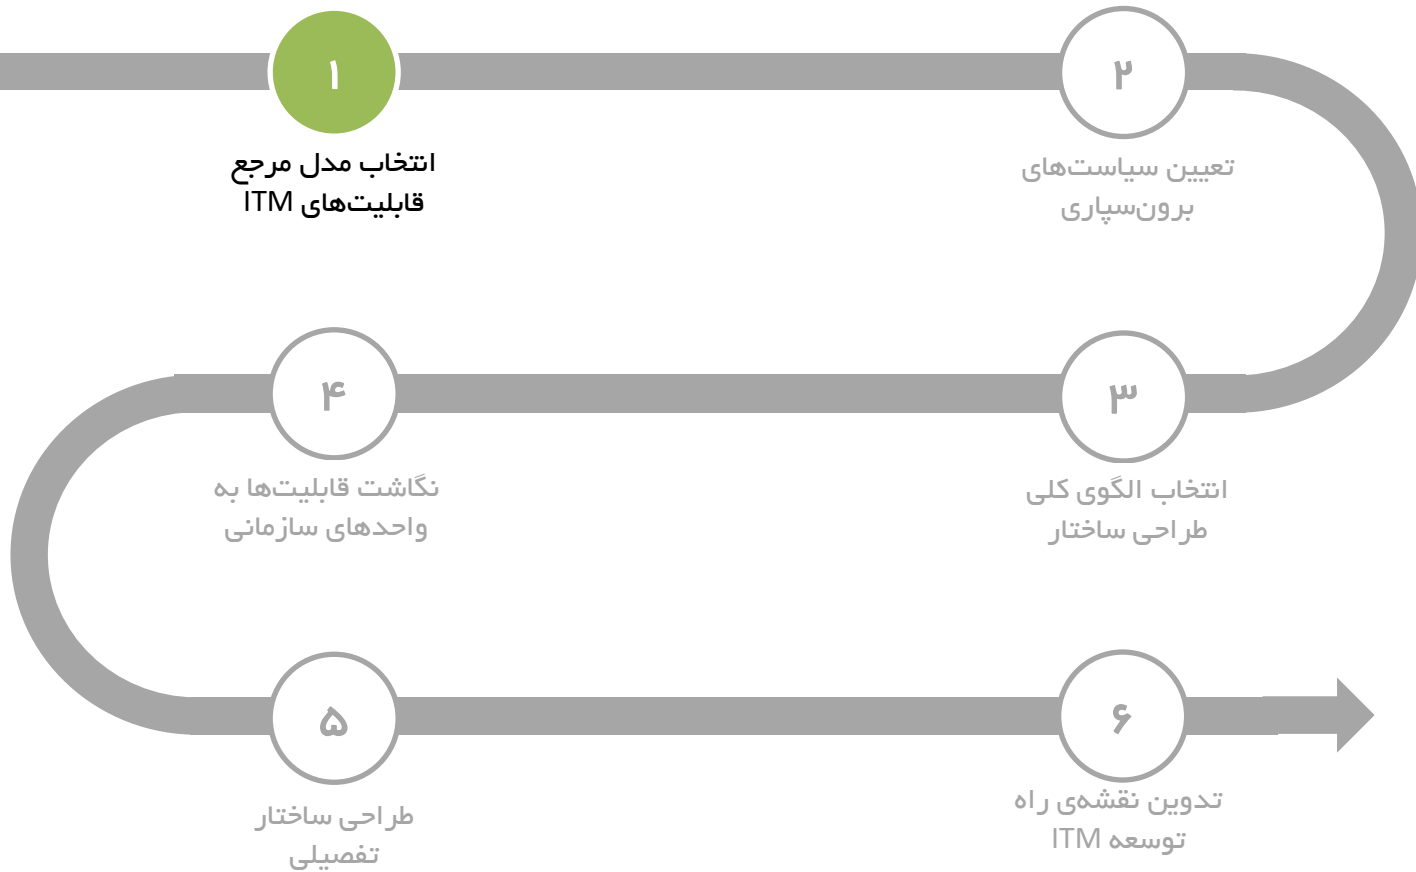 ۱
انتخاب مدل مرجع
قابلیت‌های ITM
۲
تعیین سیاست‌های
برون‌سپاری
۳
انتخاب الگوی کلی
طراحی ساختار
۴
نگاشت قابلیت‌ها به
واحدهای سازمانی
۵
طراحی ساختار
تفصیلی
۶
تدوین نقشه‌ی راه
توسعه ITM